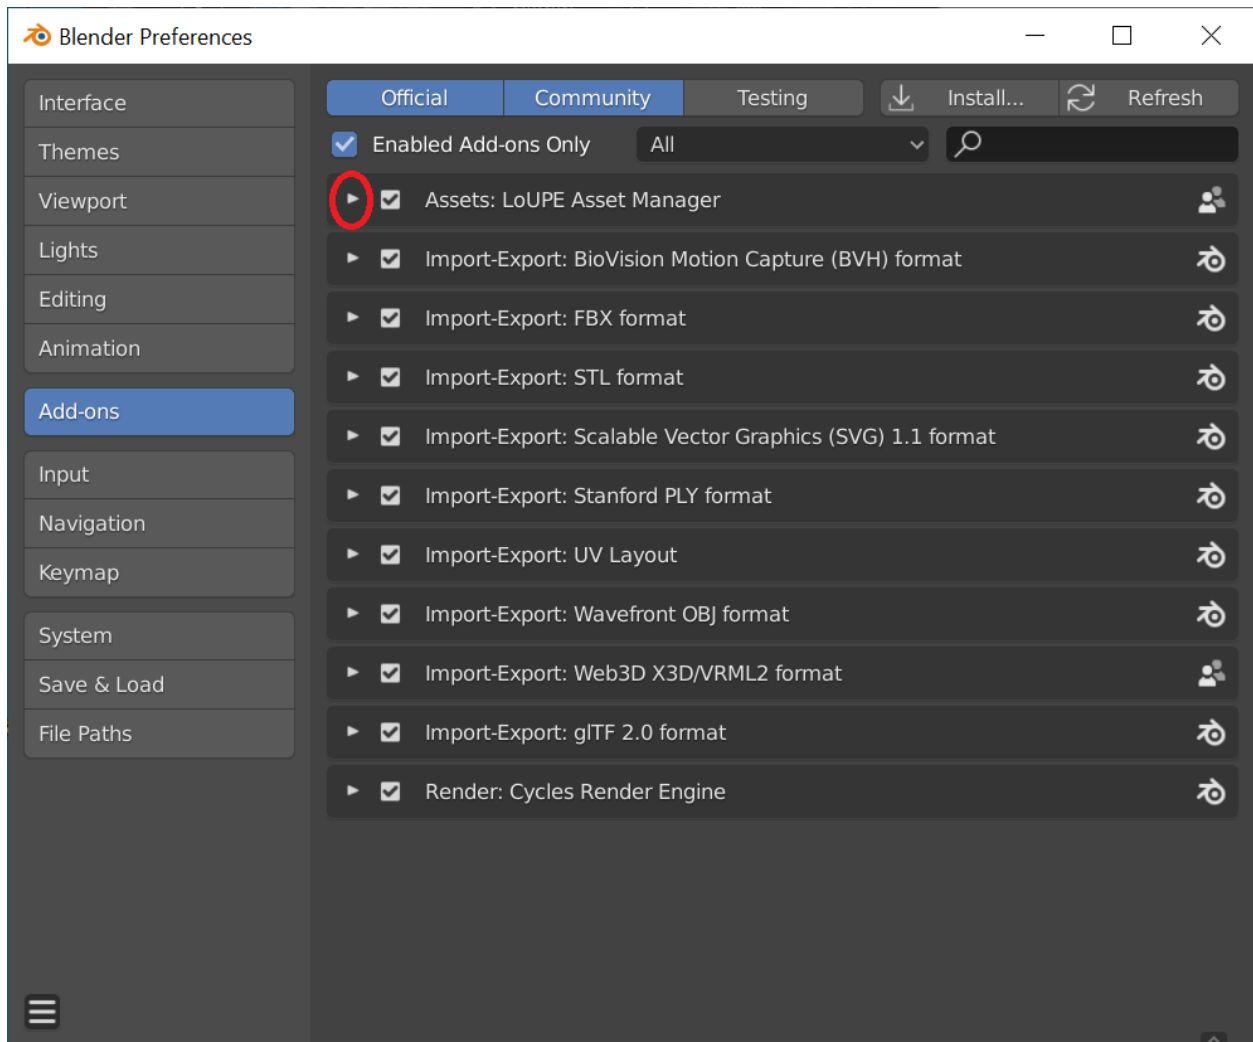 Blender Preferences
Interface
Themes
Viewport
Lights
Editing
Animation
Add-ons
Input
Navigation
Keymap
System
Save & Load
File Paths
Official Community Testing Install... Refresh
Enabled Add-ons Only All
Assets: LoUPE Asset Manager
Import-Export: BioVision Motion Capture (BVH) format
Import-Export: FBX format
Import-Export: STL format
Import-Export: Scalable Vector Graphics (SVG) 1.1 format
Import-Export: Stanford PLY format
Import-Export: UV Layout
Import-Export: Wavefront OBJ format
Import-Export: Web3D X3D/VRML2 format
Import-Export: glTF 2.0 format
Render: Cycles Render Engine